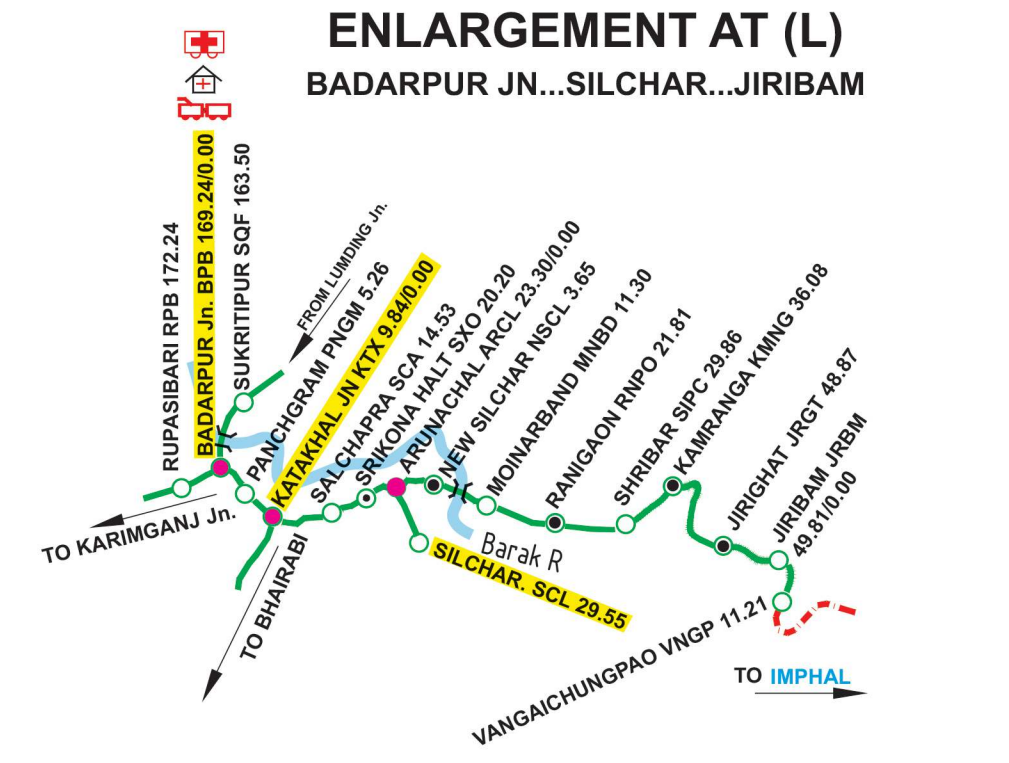 ENLARGEMENT AT (L)
BADARPUR JN...SILCHAR...JIRIBAM
RUPASIBARI RPB 172.24
BADARPUR Jn. BPB 169.24/0.00
SUKRITIPUR SQF 163.50
FROM LUMDING Jn.
PANCHGRAM PNGM 5.26
KATAKHAL JN KTX 9.84/0.00
SALCHAPRA SCA 14.53
SRIKONA HALT SXO 20.20
ARUNACHAL ARCL 23.30/0.00
NEW SILCHAR NSCL 3.65
MOINARBAND MNBD 11.30
RANIGAON RNPO 21.81
SHRIBAR SIPC 29.86
KAMRANGA KMNG 36.08
JIRIGHAT JRGT 48.87
JIRIBAM JRBM
49.81/0.00
TO KARIMGANJ Jn.
TO BHAIRABI
Barak R
SILCHAR. SCL 29.55
VANGAICHUNGPAO VNGP 11.21
TO IMPHAL